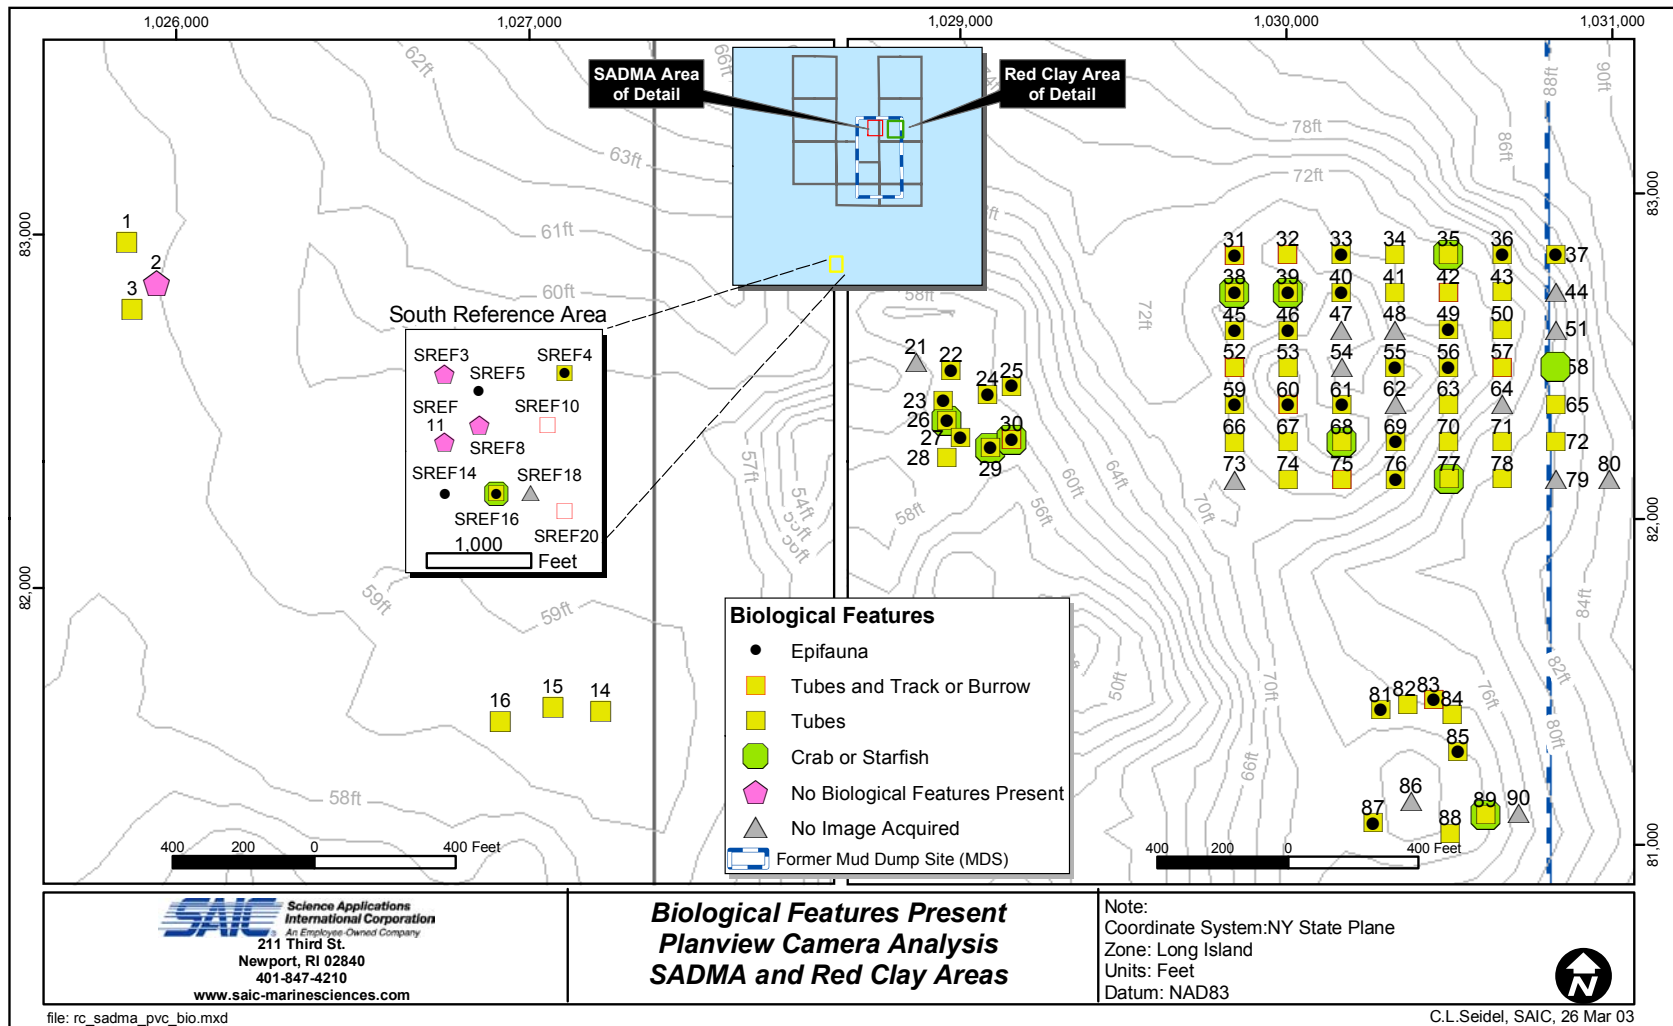 1,026,000
1,027,000
1,029,000
1,030,000
1,031,000
83,000
82,000
83,000
82,000
81,000
SADMA Area
of Detail
Red Clay Area
of Detail
62ft
66ft
63ft
61ft
60ft
59ft
59ft
58ft
74ft
58ft
57ft
54ft
55ft
56ft
58ft
56ft
60ft
64ft
50ft
72ft
72ft
78ft
86ft
88ft
90ft
70ft
70ft
66ft
76ft
80ft
82ft
84ft
1
2
3
14
15
16
South Reference Area
SREF3
SREF4
SREF5
SREF
11
SREF10
SREF8
SREF14
SREF18
SREF16
SREF20
1,000
Feet
21
22
23
24
25
26
27
28
29
30
31
32
33
34
35
36
37
38
39
40
41
42
43
44
45
46
47
48
49
50
51
52
53
54
55
56
57
58
59
60
61
62
63
64
65
66
67
68
69
70
71
72
73
74
75
76
77
78
79
80
81
82
83
84
85
86
87
88
89
90
Biological Features
Epifauna
Tubes and Track or Burrow
Tubes
Crab or Starfish
No Biological Features Present
No Image Acquired
Former Mud Dump Site (MDS)
400 200 0 400 Feet
400 200 0 400 Feet
SAIC
Science Applications
International Corporation
An Employee-Owned Company
211 Third St.
Newport, RI 02840
401-847-4210
www.saic-marinesciences.com
Biological Features Present
Planview Camera Analysis
SADMA and Red Clay Areas
Note:
Coordinate System:NY State Plane
Zone: Long Island
Units: Feet
Datum: NAD83
N
file: rc_sadma_pvc_bio.mxd
C.L.Seidel, SAIC, 26 Mar 03